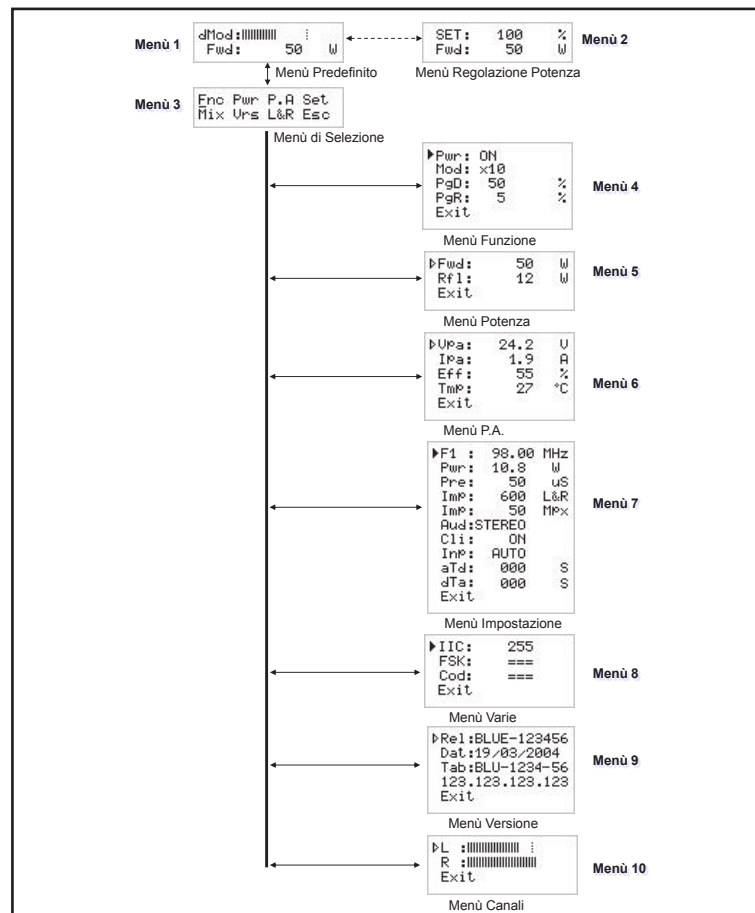 Menù 1
dMod:
Fwd: 50 W
SET: 100 %
Fwd: 50 W
Menù 2
Menù Predefinito
Menù Regolazione Potenza
Menù 3
Fnc Pwr P.A Set
Mix Vrs L&R Esc
Menù di Selezione
Pwr: ON
Mod: x10
PgD: 50 %
PgR: 5 %
Exit
Menù 4
Menù Funzione
Fwd: 50 W
Rfl: 12 W
Exit
Menù 5
Menù Potenza
Vpa: 24.2 V
Ipa: 1.9 A
Eff: 55 %
Tmp: 27 °C
Exit
Menù 6
Menù P.A.
F1 : 98.00 MHz
Pwr: 10.8 W
Pre: 50 uS
Imp: 600 L&R
Imp: 50 Mpx
Aud:STEREO
Cli: ON
Inp: AUTO
aTd: 000 S
dTa: 000 S
Exit
Menù 7
Menù Impostazione
IIC: 255
FSK: ===
Cod: ===
Exit
Menù 8
Menù Varie
Rel:BLUE-123456
Dat:19/03/2004
Tab:BLU-1234-56
123.123.123.123
Exit
Menù 9
Menù Versione
L :
R :
Exit
Menù 10
Menù Canali